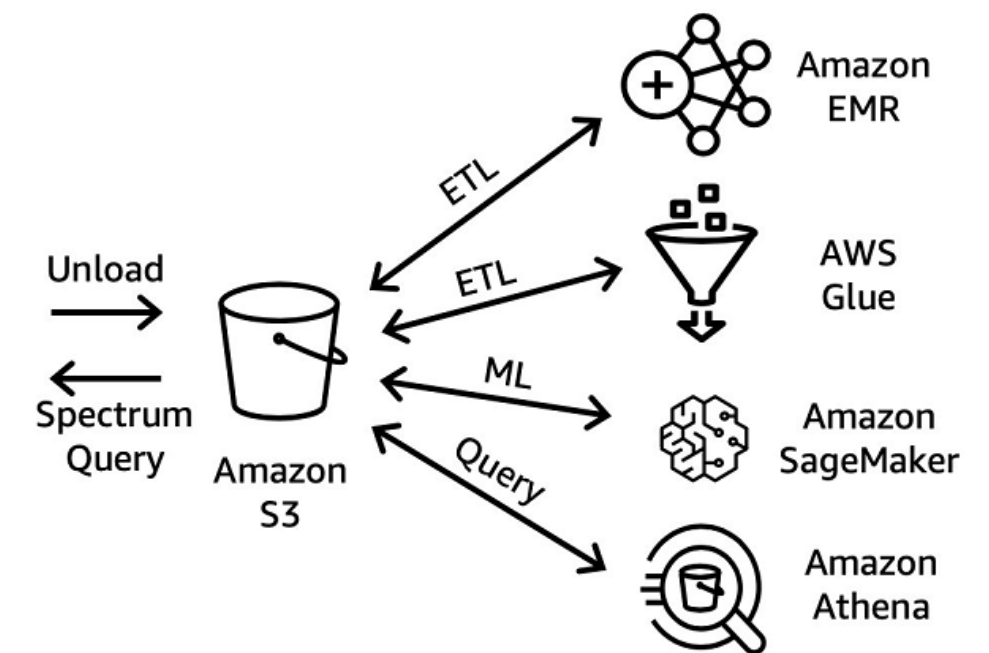 Unload
Spectrum
Query
Amazon
S3
ETL
ETL
ML
Query
Amazon
EMR
AWS
Glue
Amazon
SageMaker
Amazon
Athena